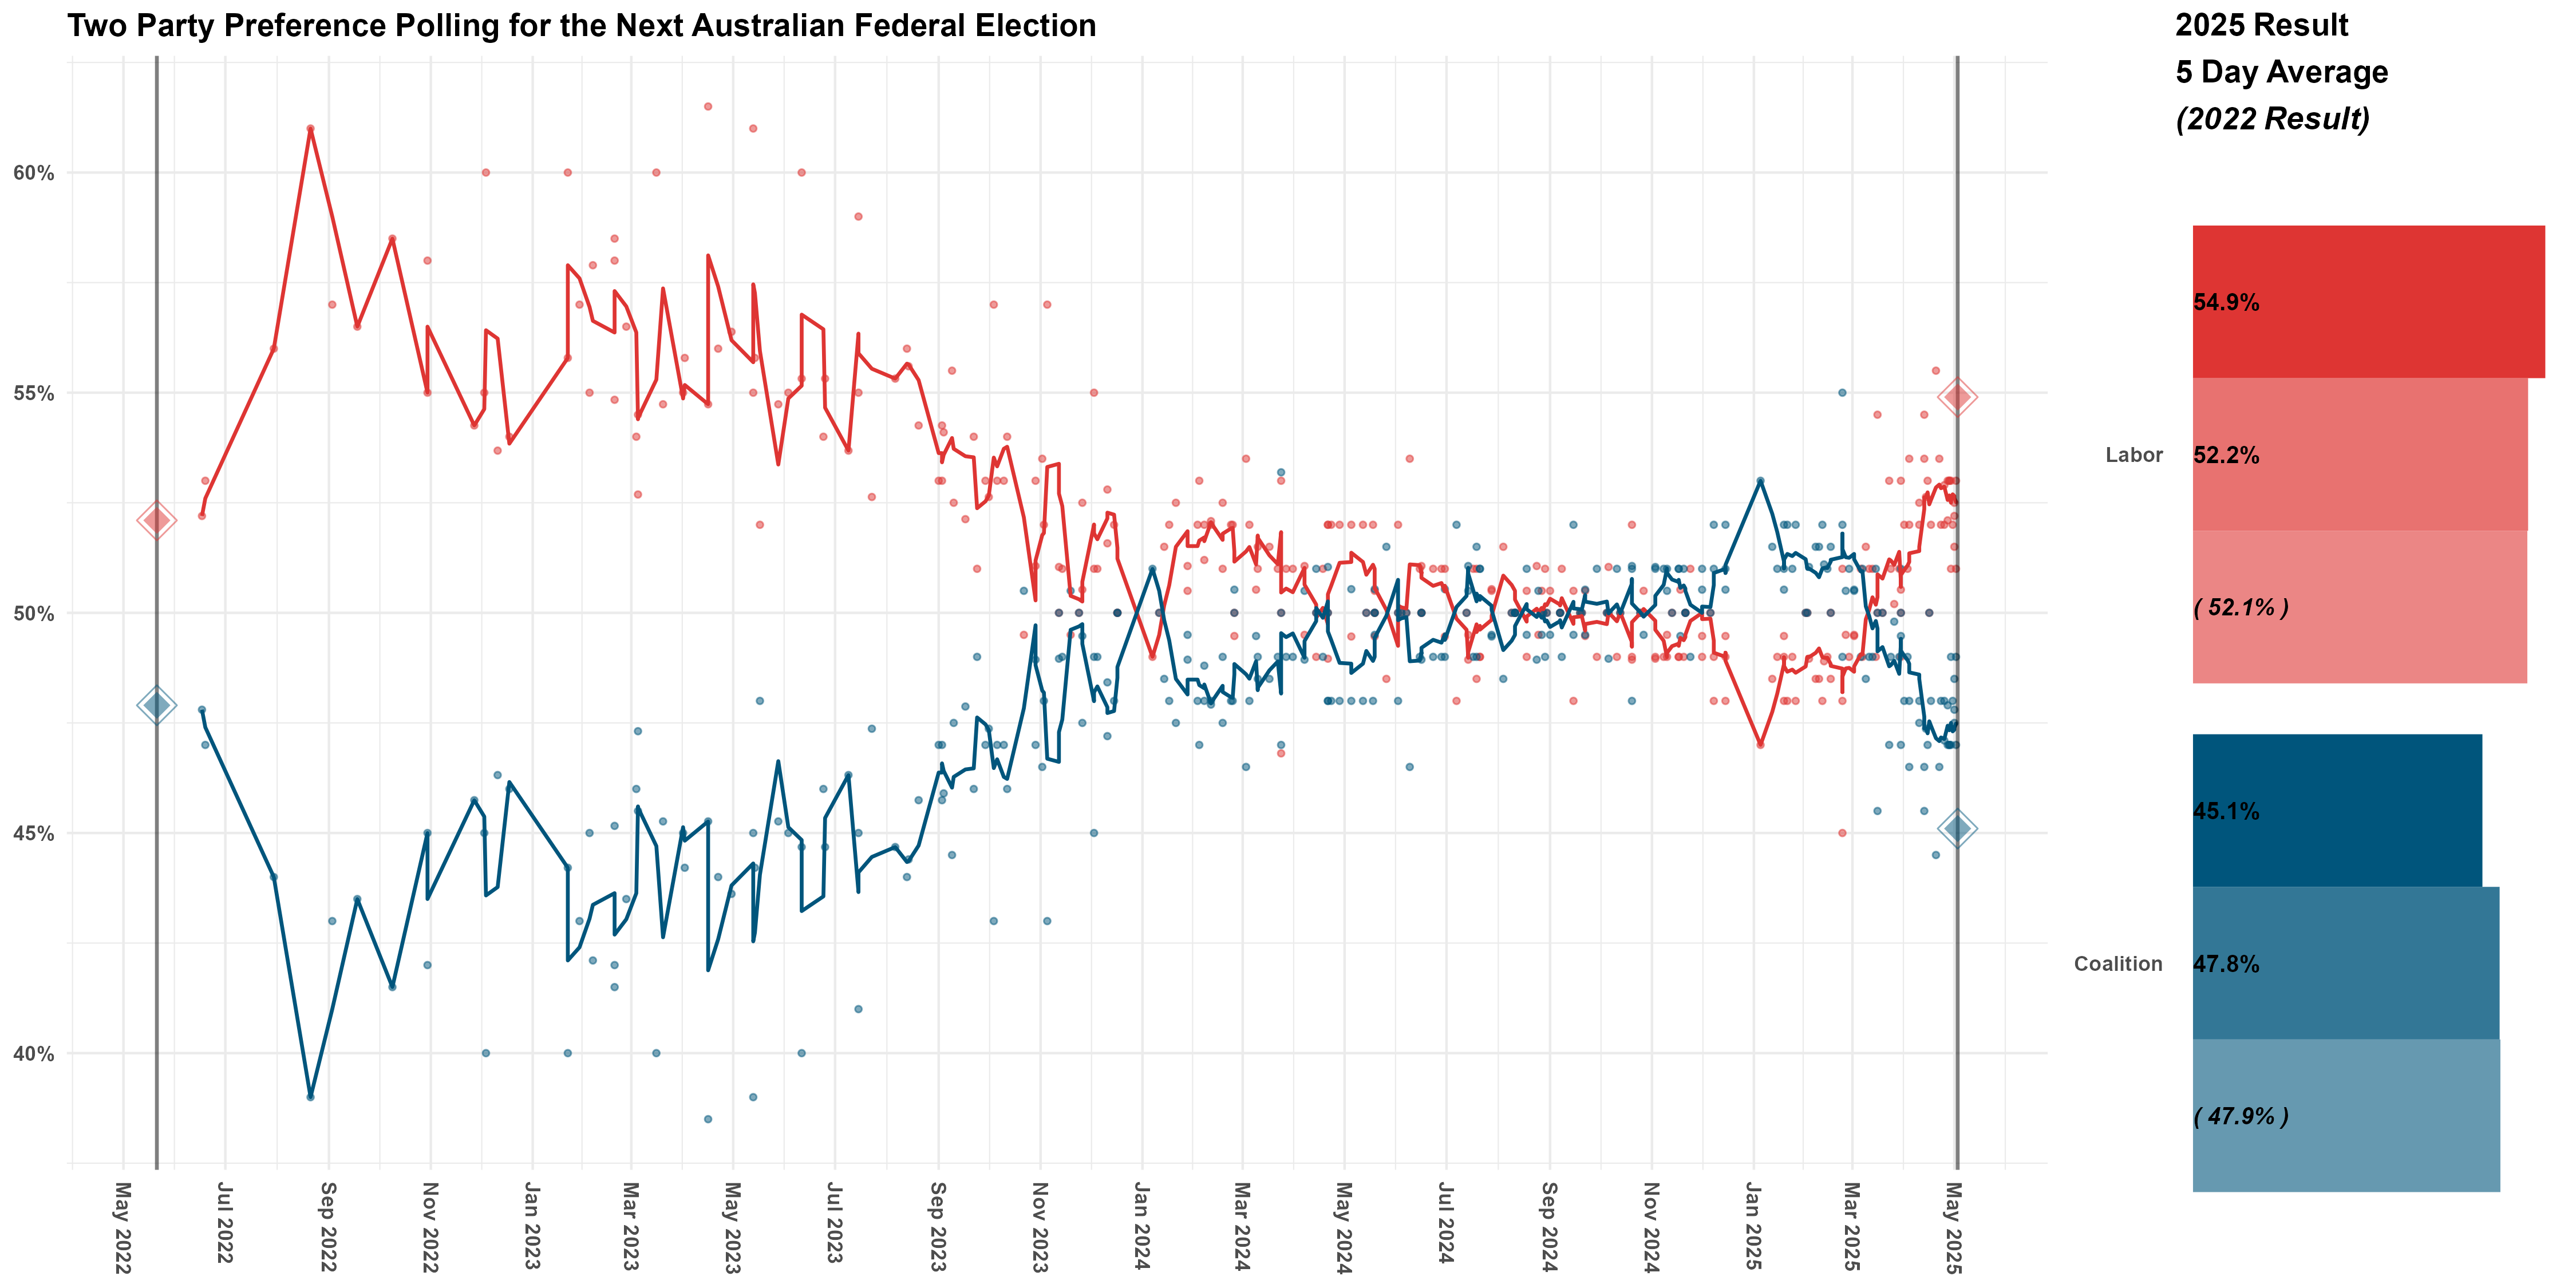 Two Party Preference Polling for the Next Australian Federal Election
2025 Result
5 Day Average
(2022 Result)
60%
55%
50%
45%
40%
May 2022
Jul 2022
Sep 2022
Nov 2022
Jan 2023
Mar 2023
May 2023
Jul 2023
Sep 2023
Nov 2023
Jan 2024
Mar 2024
May 2024
Jul 2024
Sep 2024
Nov 2024
Jan 2025
Mar 2025
May 2025
Labor
54.9%
52.2%
( 52.1% )
Coalition
45.1%
47.8%
( 47.9% )